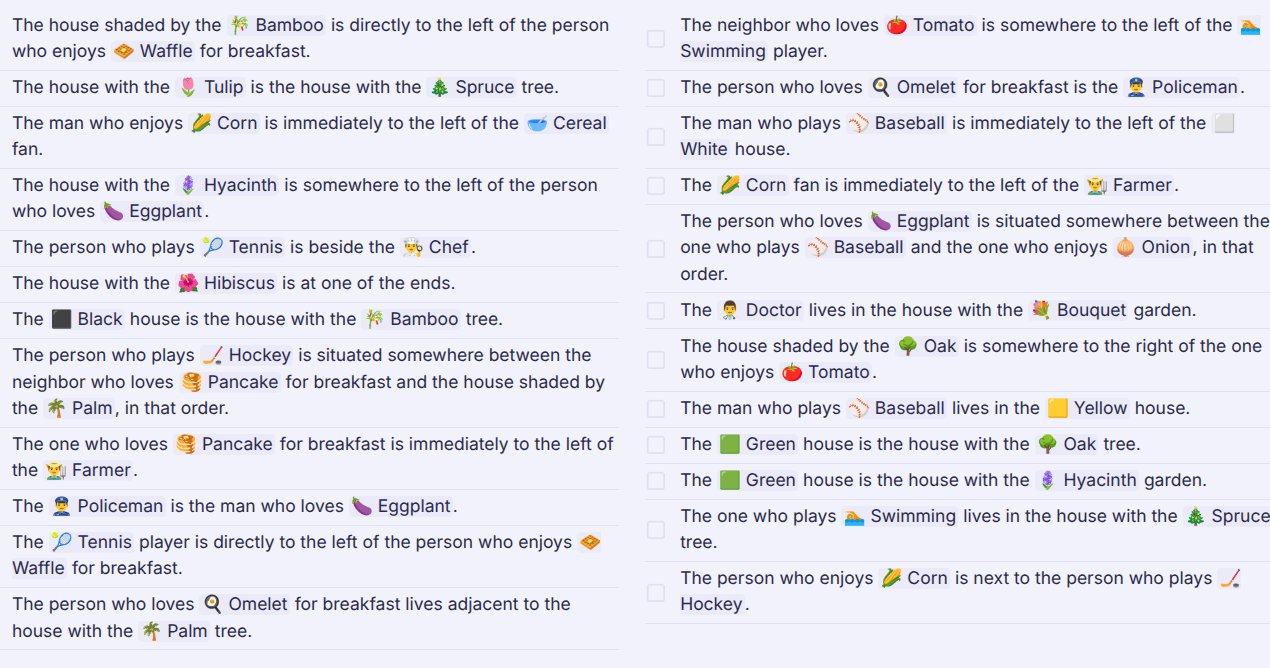 The house shaded by the 🎋 Bamboo is directly to the left of the person
who enjoys 🧇 Waffle for breakfast.
The house with the 🌷 Tulip is the house with the 🎄 Spruce tree.
The man who enjoys 🌽 Corn is immediately to the left of the 🥣 Cereal
fan.
The house with the 🪻 Hyacinth is somewhere to the left of the person
who loves 🍆 Eggplant.
The person who plays 🎾 Tennis is beside the 👨‍🍳 Chef.
The house with the 🌺 Hibiscus is at one of the ends.
The ⬛ Black house is the house with the 🎋 Bamboo tree.
The person who plays 🏒 Hockey is situated somewhere between the
neighbor who loves 🥞 Pancake for breakfast and the house shaded by
the 🌴 Palm, in that order.
The one who loves 🥞 Pancake for breakfast is immediately to the left of
the 👨‍🌾 Farmer.
The 👮‍♂️ Policeman is the man who loves 🍆 Eggplant.
The 🎾 Tennis player is directly to the left of the person who enjoys 🧇
Waffle for breakfast.
The person who loves 🍳 Omelet for breakfast lives adjacent to the
house with the 🌴 Palm tree.
The neighbor who loves 🍅 Tomato is somewhere to the left of the 🏊
Swimming player.
The person who loves 🍳 Omelet for breakfast is the 👮‍♂️ Policeman.
The man who plays ⚾ Baseball is immediately to the left of the ⬜
White house.
The 🌽 Corn fan is immediately to the left of the 👨‍🌾 Farmer.
The person who loves 🍆 Eggplant is situated somewhere between the
one who plays ⚾ Baseball and the one who enjoys 🧅 Onion, in that
order.
The 👨‍⚕️ Doctor lives in the house with the 💐 Bouquet garden.
The house shaded by the 🌳 Oak is somewhere to the right of the one
who enjoys 🍅 Tomato.
The man who plays ⚾ Baseball lives in the 🟨 Yellow house.
The 🟩 Green house is the house with the 🌳 Oak tree.
The 🟩 Green house is the house with the 🪻 Hyacinth garden.
The one who plays 🏊 Swimming lives in the house with the 🎄 Spruce
tree.
The person who enjoys 🌽 Corn is next to the person who plays 🏒
Hockey.